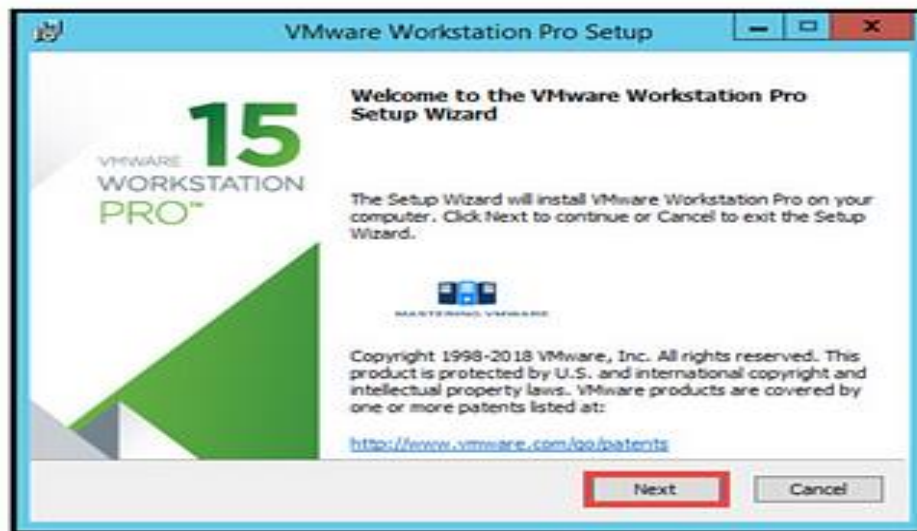 VMware Workstation Pro Setup
15
VMWARE
WORKSTATION
PRO™
Welcome to the VMware Workstation Pro
Setup Wizard
The Setup Wizard will install VMware Workstation Pro on your
computer. Click Next to continue or Cancel to exit the Setup
Wizard.
MASTERING VMWARE
Copyright 1998-2018 VMware, Inc. All rights reserved. This
product is protected by U.S. and international copyright and
intellectual property laws. VMware products are covered by
one or more patents listed at:
http://www.vmware.com/go/patents
Next
Cancel